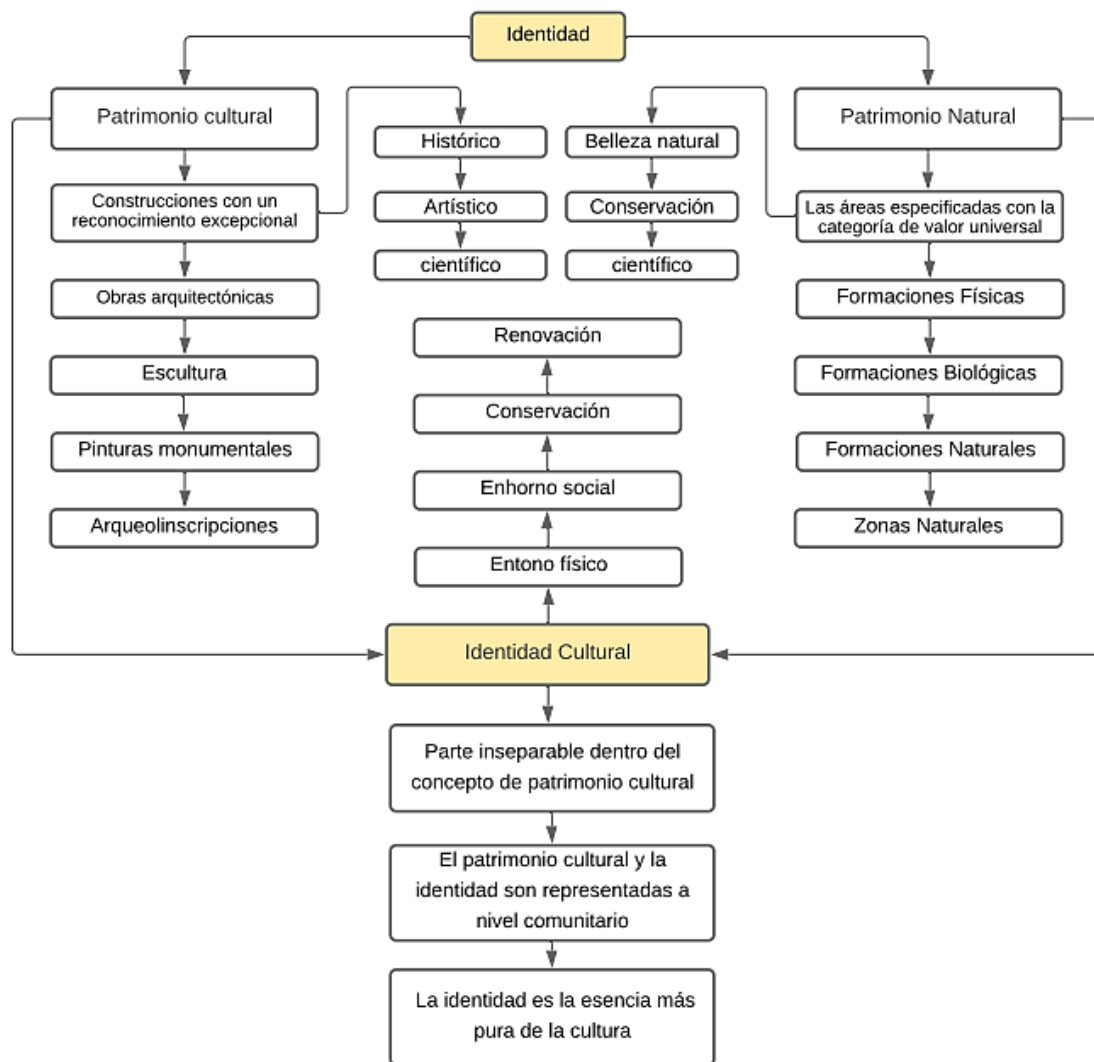 Identidad
Patrimonio cultural
Construcciones con un
reconocimiento excepcional
Obras arquitectónicas
Escultura
Pinturas monumentales
Arqueolinscripciones
Histórico
Artístico
científico
Belleza natural
Conservación
científico
Patrimonio Natural
Las áreas especificadas con la
categoría de valor universal
Formaciones Físicas
Formaciones Biológicas
Formaciones Naturales
Zonas Naturales
Renovación
Conservación
Enhorno social
Entono físico
Identidad Cultural
Parte inseparable dentro del
concepto de patrimonio cultural
El patrimonio cultural y la
identidad son representadas a
nivel comunitario
La identidad es la esencia más
pura de la cultura